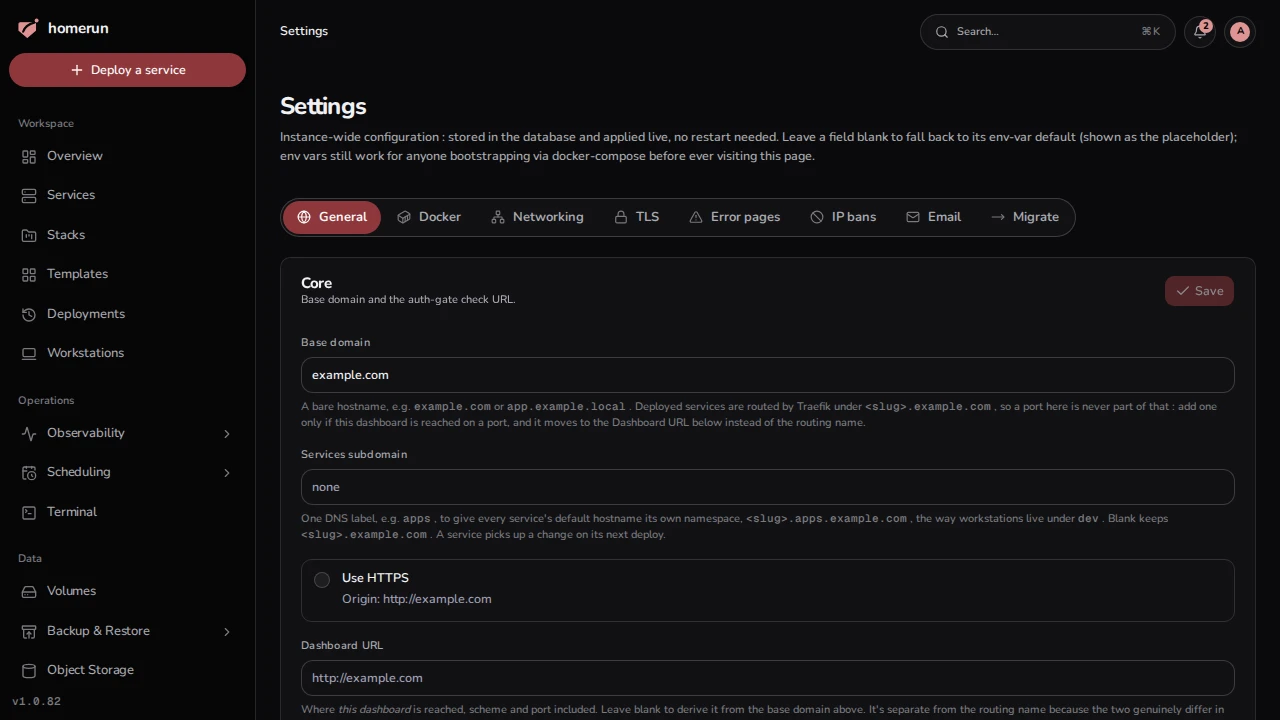 homerun
Deploy a service
Workspace
Overview
Services
Stacks
Templates
Deployments
Workstations
Operations
Observability
Scheduling
Terminal
Data
Volumes
Backup & Restore
Object Storage
v1.0.82
Settings
Search...
⌘K
2
A
Settings
Instance-wide configuration : stored in the database and applied live, no restart needed. Leave a field blank to fall back to its env-var default (shown as the placeholder);
env vars still work for anyone bootstrapping via docker-compose before ever visiting this page.
General
Docker
Networking
TLS
Error pages
IP bans
Email
Migrate
Core
Base domain and the auth-gate check URL.
Save
Base domain
example.com
A bare hostname, e.g. example.com or app.example.local . Deployed services are routed by Traefik under <slug>.example.com , so a port here is never part of that : add one
only if this dashboard is reached on a port, and it moves to the Dashboard URL below instead of the routing name.
Services subdomain
none
One DNS label, e.g. apps , to give every service's default hostname its own namespace, <slug>.apps.example.com , the way workstations live under dev . Blank keeps
<slug>.example.com . A service picks up a change on its next deploy.
Use HTTPS
Origin: http://example.com
Dashboard URL
http://example.com
Where this dashboard is reached, scheme and port included. Leave blank to derive it from the base domain above. It's separate from the routing name because the two genuinely differ in